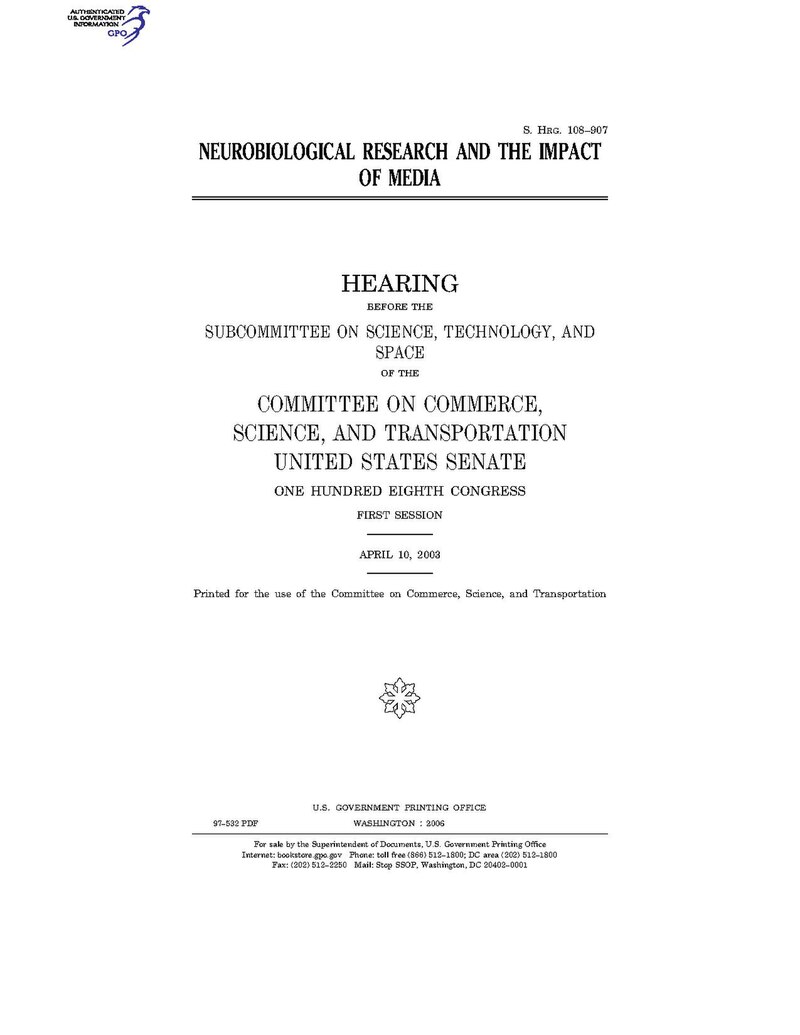 AUTHENTICATED
U.S. GOVERNMENT
INFORMATION
GPO
S. HRG. 108–907
NEUROBIOLOGICAL RESEARCH AND THE IMPACT
OF MEDIA
HEARING
BEFORE THE
SUBCOMMITTEE ON SCIENCE, TECHNOLOGY, AND
SPACE
OF THE
COMMITTEE ON COMMERCE,
SCIENCE, AND TRANSPORTATION
UNITED STATES SENATE
ONE HUNDRED EIGHTH CONGRESS
FIRST SESSION
APRIL 10, 2003
Printed for the use of the Committee on Commerce, Science, and Transportation
U.S. GOVERNMENT PRINTING OFFICE
97–532 PDF WASHINGTON : 2006
For sale by the Superintendent of Documents, U.S. Government Printing Office
Internet: bookstore.gpo.gov Phone: toll free (866) 512–1800; DC area (202) 512–1800
Fax: (202) 512–2250 Mail: Stop SSOP, Washington, DC 20402–0001